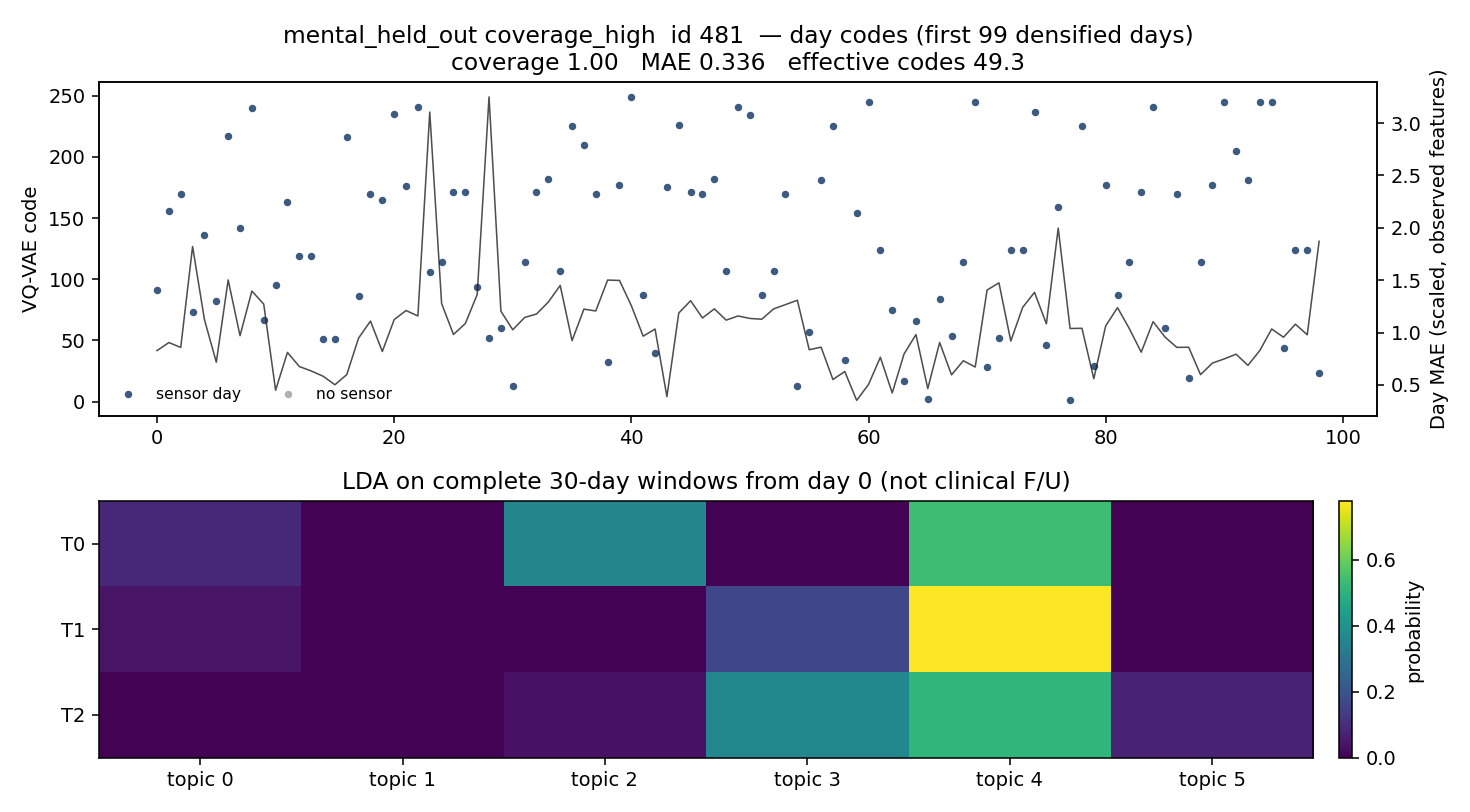 mental_held_out coverage_high  id 481  — day codes (first 99 densified days)
coverage 1.00   MAE 0.336   effective codes 49.3
VQ-VAE code
250
200
150
100
50
0
3.0
2.5
2.0
1.5
1.0
0.5
Day MAE (scaled, observed features)
sensor day
no sensor
0
20
40
60
80
100
LDA on complete 30-day windows from day 0 (not clinical F/U)
T0
T1
T2
topic 0
topic 1
topic 2
topic 3
topic 4
topic 5
0.6
0.4
0.2
0.0
probability